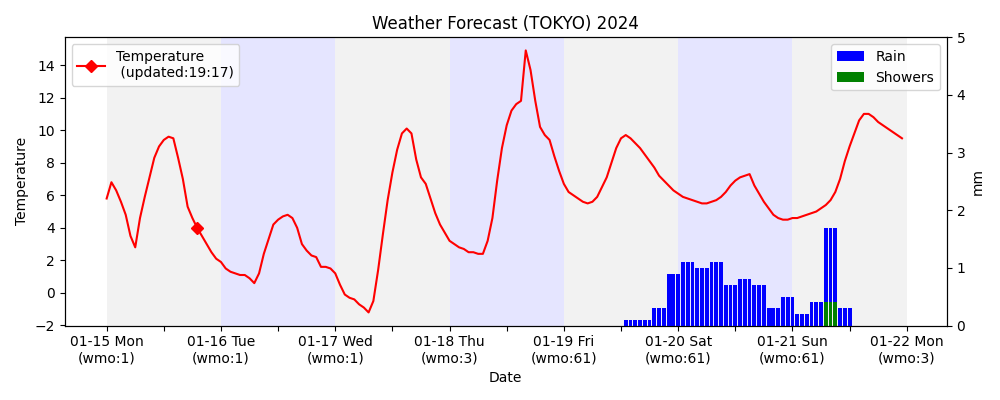 Weather Forecast (TOKYO) 2024
Temperature
(updated:19:17)
Rain
Showers
Temperature
14
12
10
8
6
4
2
0
−2
5
4
3
2
1
0
mm
01-15 Mon
(wmo:1)
01-16 Tue
(wmo:1)
01-17 Wed
(wmo:1)
01-18 Thu
(wmo:3)
01-19 Fri
(wmo:61)
01-20 Sat
(wmo:61)
01-21 Sun
(wmo:61)
01-22 Mon
(wmo:3)
Date